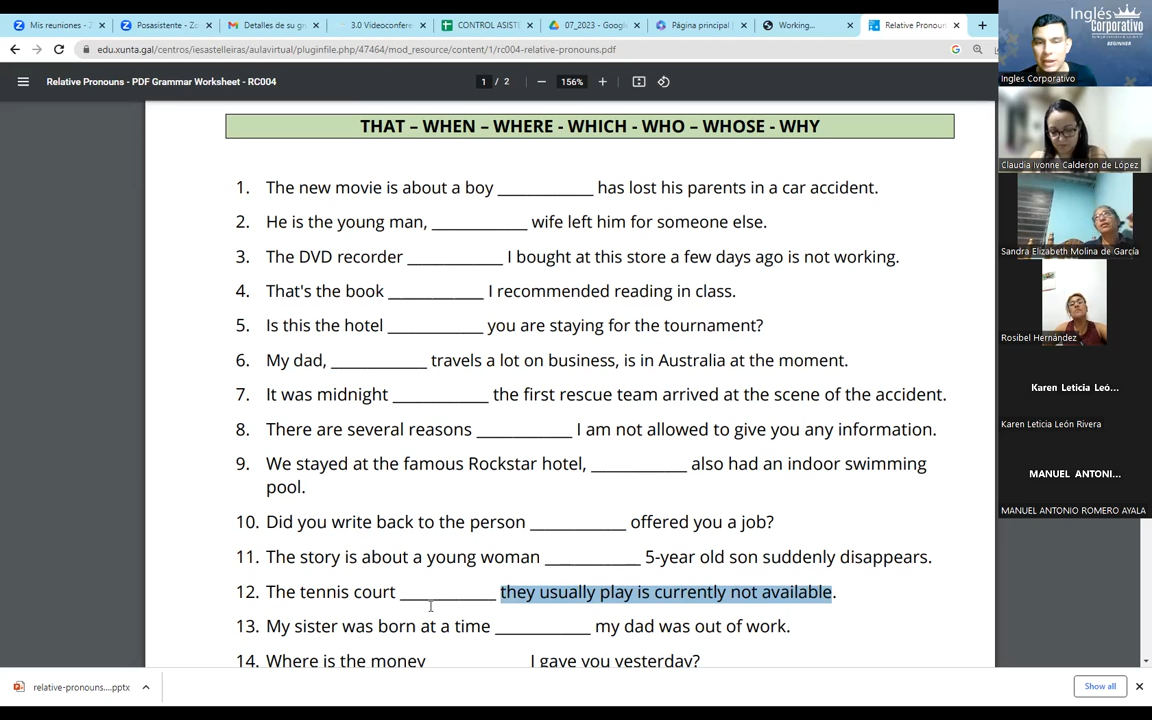 Mis reuniones - Z
Posasistente - Zo
Detalles de su gr
3.0 Videoconfere
CONTROL ASIST
07_2023 - Google
Página principal
Working...
Relative Pronoun
edu.xunta.gal/centros/iesastelleiras/aulavirtual/pluginfile.php/47464/mod_resource/content/1/rc004-relative-pronouns.pdf
Relative Pronouns - PDF Grammar Worksheet - RC004
1 / 2
156%
THAT – WHEN – WHERE - WHICH - WHO – WHOSE - WHY
1. The new movie is about a boy ___________ has lost his parents in a car accident.
2. He is the young man, ___________ wife left him for someone else.
3. The DVD recorder ___________ I bought at this store a few days ago is not working.
4. That's the book ___________ I recommended reading in class.
5. Is this the hotel ___________ you are staying for the tournament?
6. My dad, ___________ travels a lot on business, is in Australia at the moment.
7. It was midnight ___________ the first rescue team arrived at the scene of the accident.
8. There are several reasons ___________ I am not allowed to give you any information.
9. We stayed at the famous Rockstar hotel, ___________ also had an indoor swimming
pool.
10. Did you write back to the person ___________ offered you a job?
11. The story is about a young woman ___________ 5-year old son suddenly disappears.
12. The tennis court ___________ they usually play is currently not available.
13. My sister was born at a time ___________ my dad was out of work.
14. Where is the money ___________ I gave you yesterday?
relative-pronouns....pptx
Show all
Inglés
Corporativo
BEGINNER
Ingles Corporativo
Claudia Ivonne Calderon de López
Sandra Elizabeth Molina de García
Rosibel Hernández
Karen Leticia Leó...
Karen Leticia León Rivera
MANUEL ANTONI...
MANUEL ANTONIO ROMERO AYALA